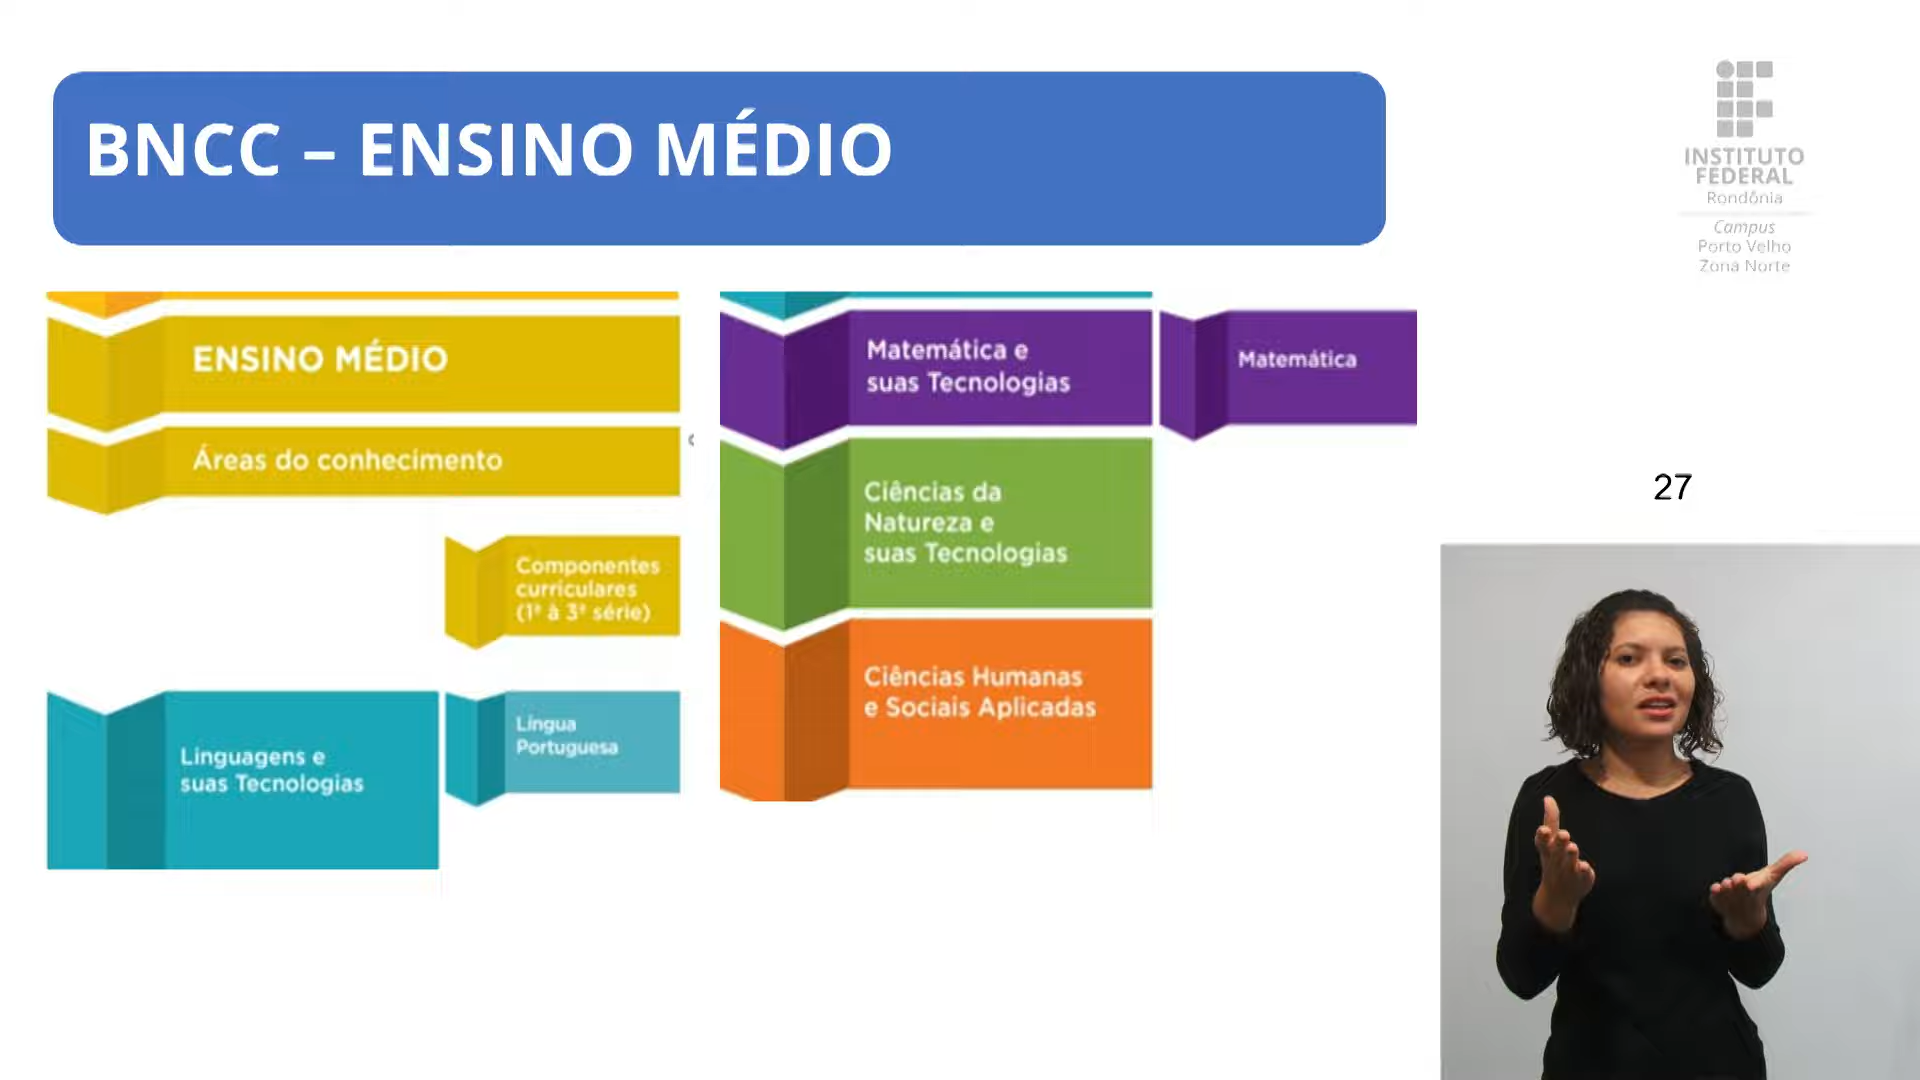 BNCC – ENSINO MÉDIO
INSTITUTO
FEDERAL
Rondônia
Campus
Porto Velho
Zona Norte
ENSINO MÉDIO
Áreas do conhecimento
Componentes
curriculares
(1ª à 3ª série)
Linguagens e
suas Tecnologias
Língua
Portuguesa
Matemática e
suas Tecnologias
Matemática
Ciências da
Natureza e
suas Tecnologias
Ciências Humanas
e Sociais Aplicadas
27